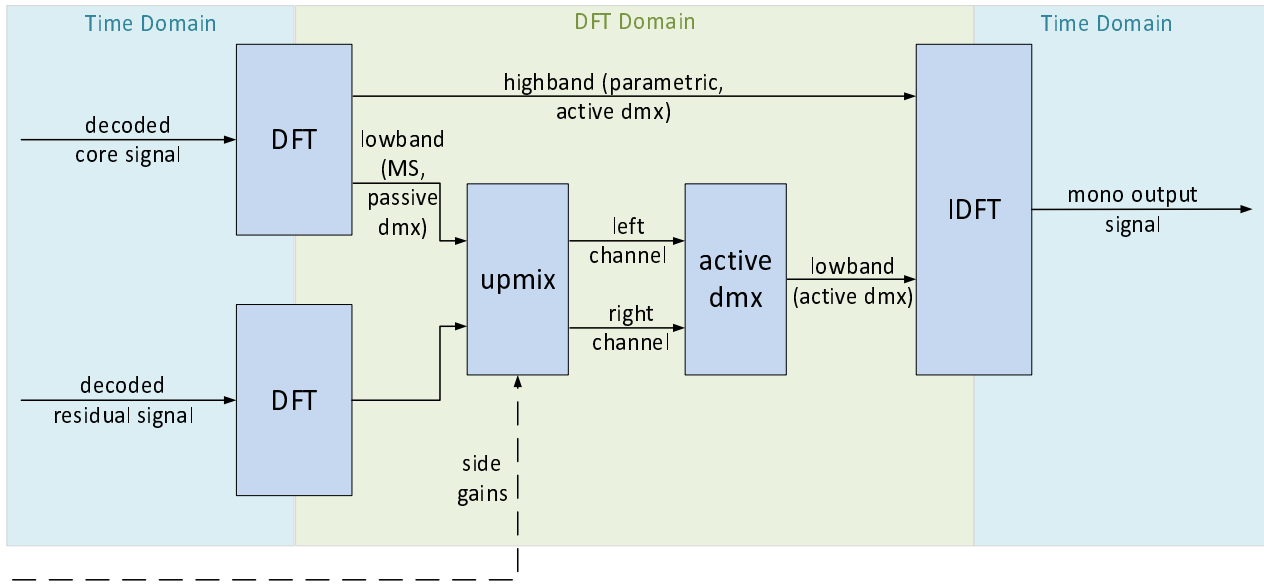 Time Domain
DFT Domain
Time Domain
highband (parametric,
active dmx)
decoded
core signal
DFT
lowband
(MS,
passive
dmx)
upmix
left
channel
right
channel
active
dmx
lowband
(active dmx)
IDFT
mono output
signal
decoded
residual signal
DFT
side
gains